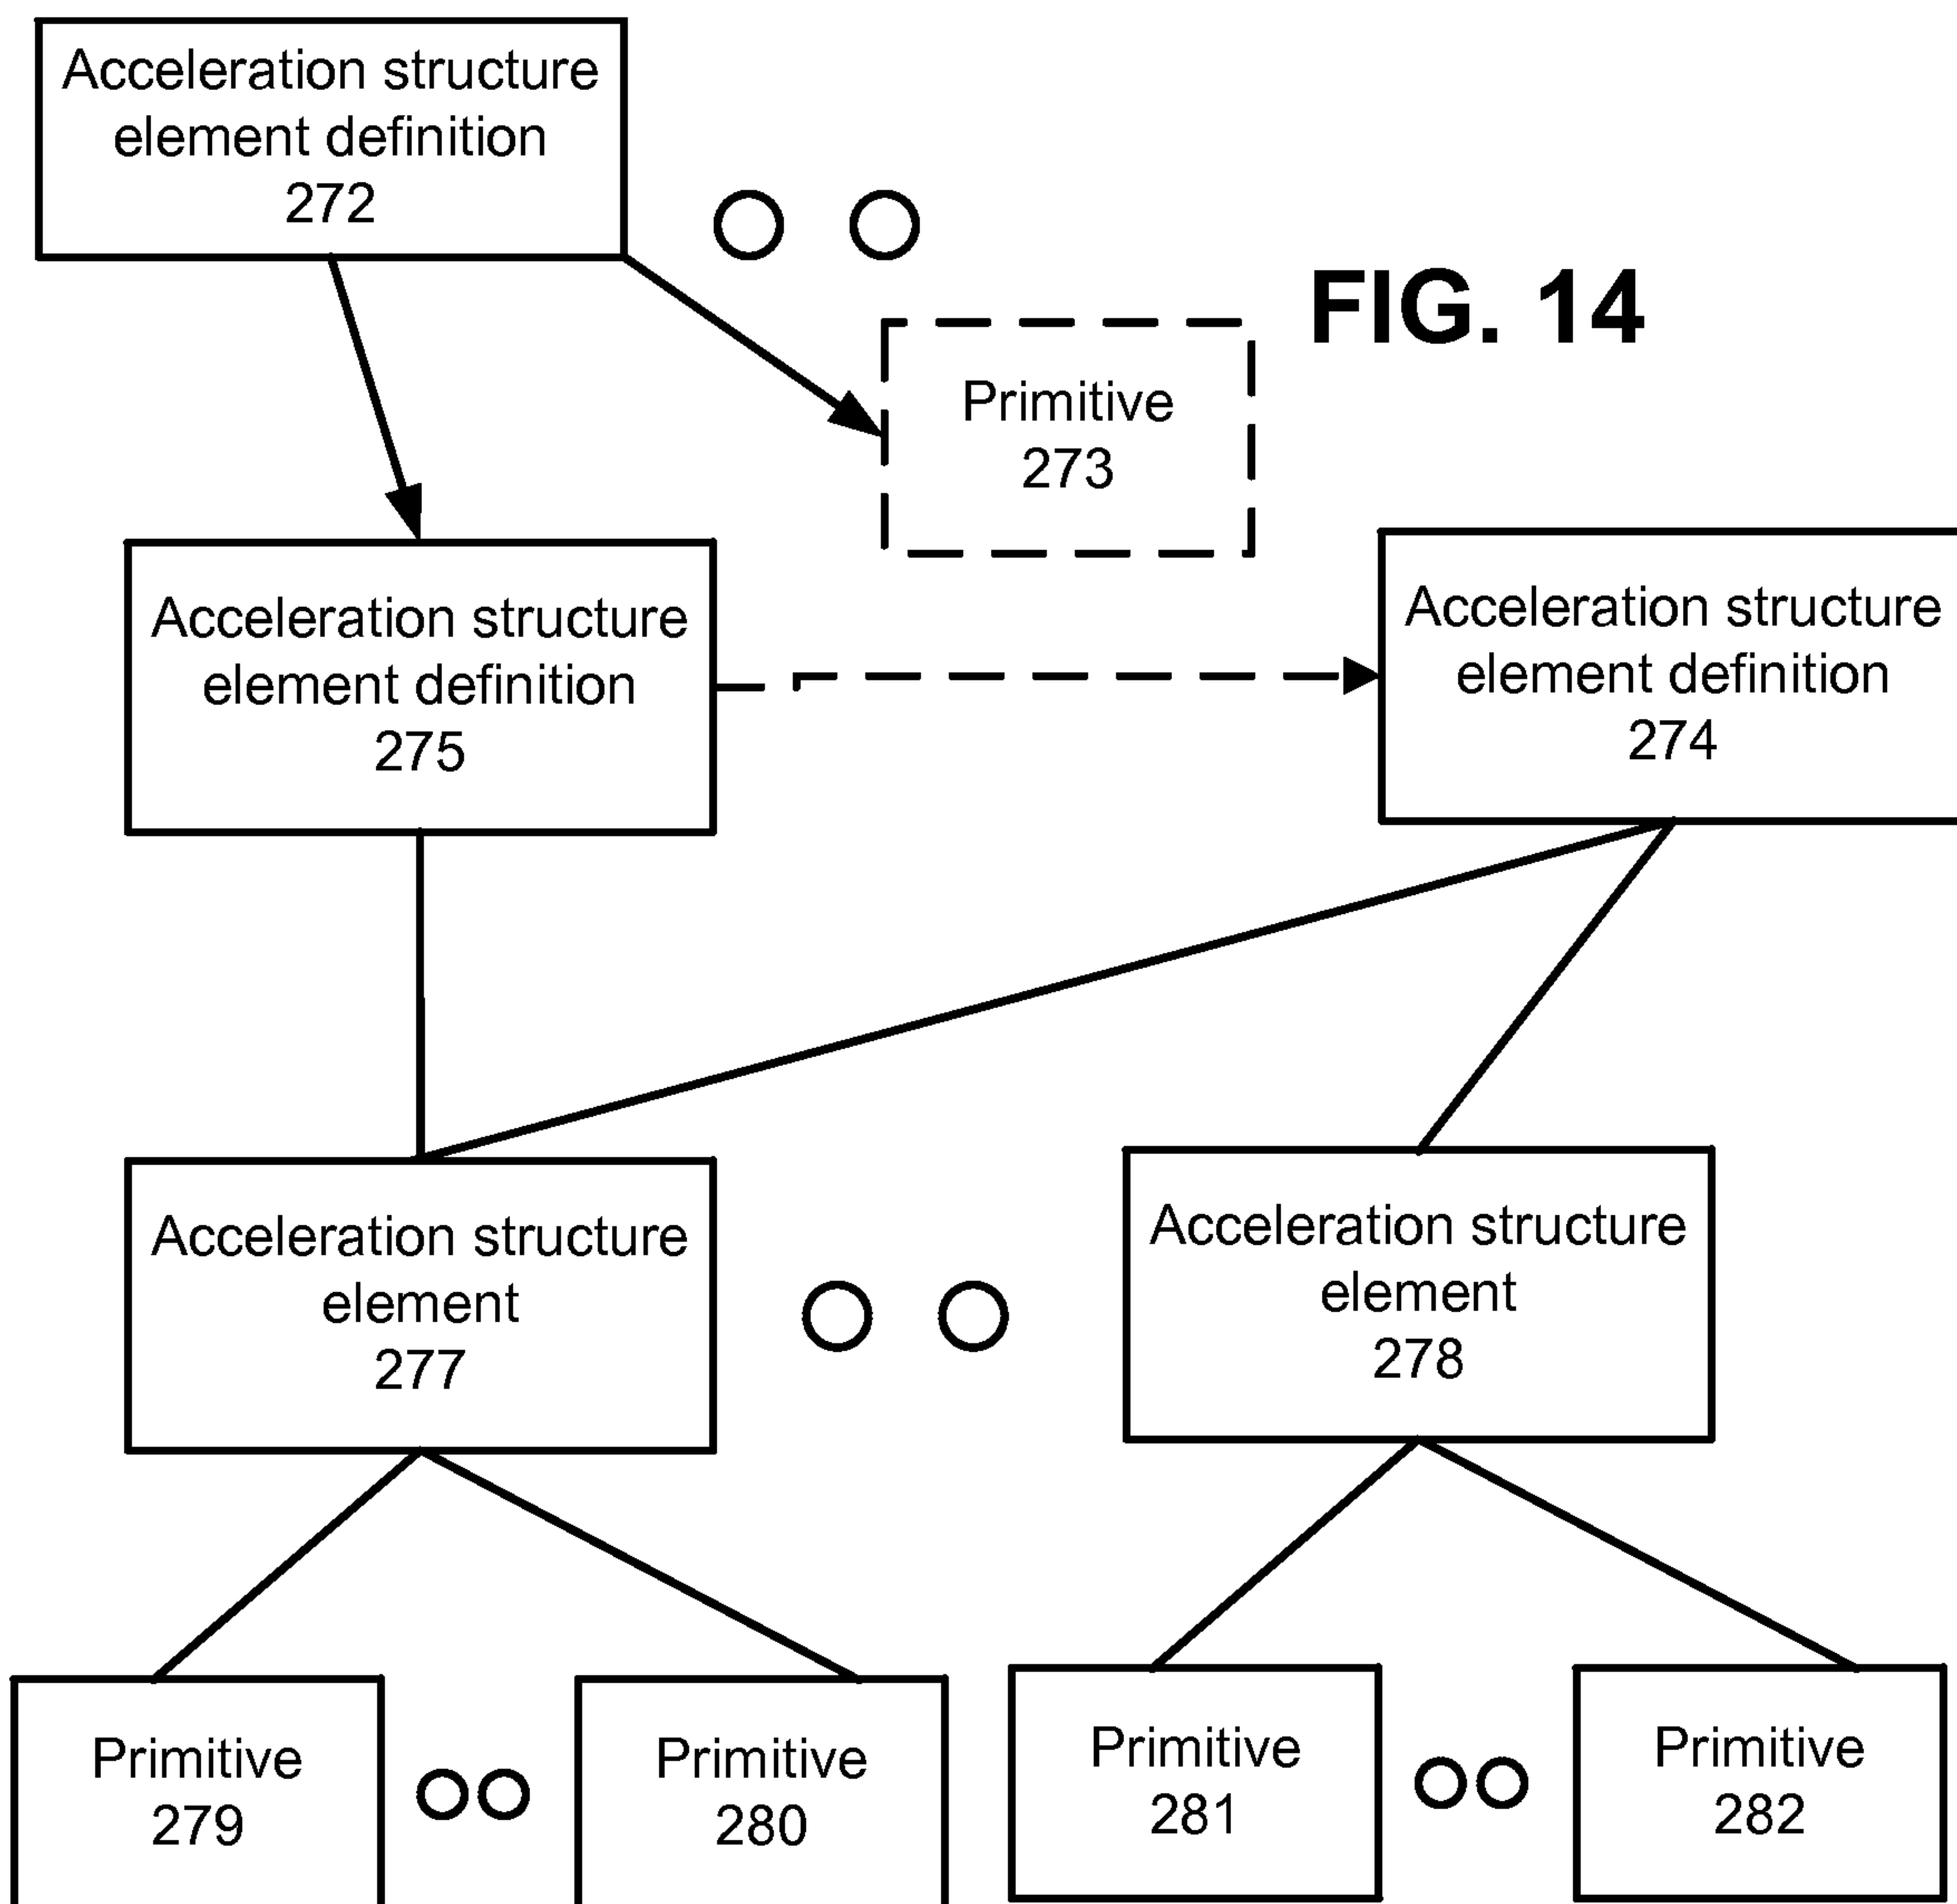 Acceleration structure
element definition
272
FIG. 14
Primitive
273
Acceleration structure
element definition
275
Acceleration structure
element definition
274
Acceleration structure
element
277
Acceleration structure
element
278
Primitive
279
Primitive
280
Primitive
281
Primitive
282